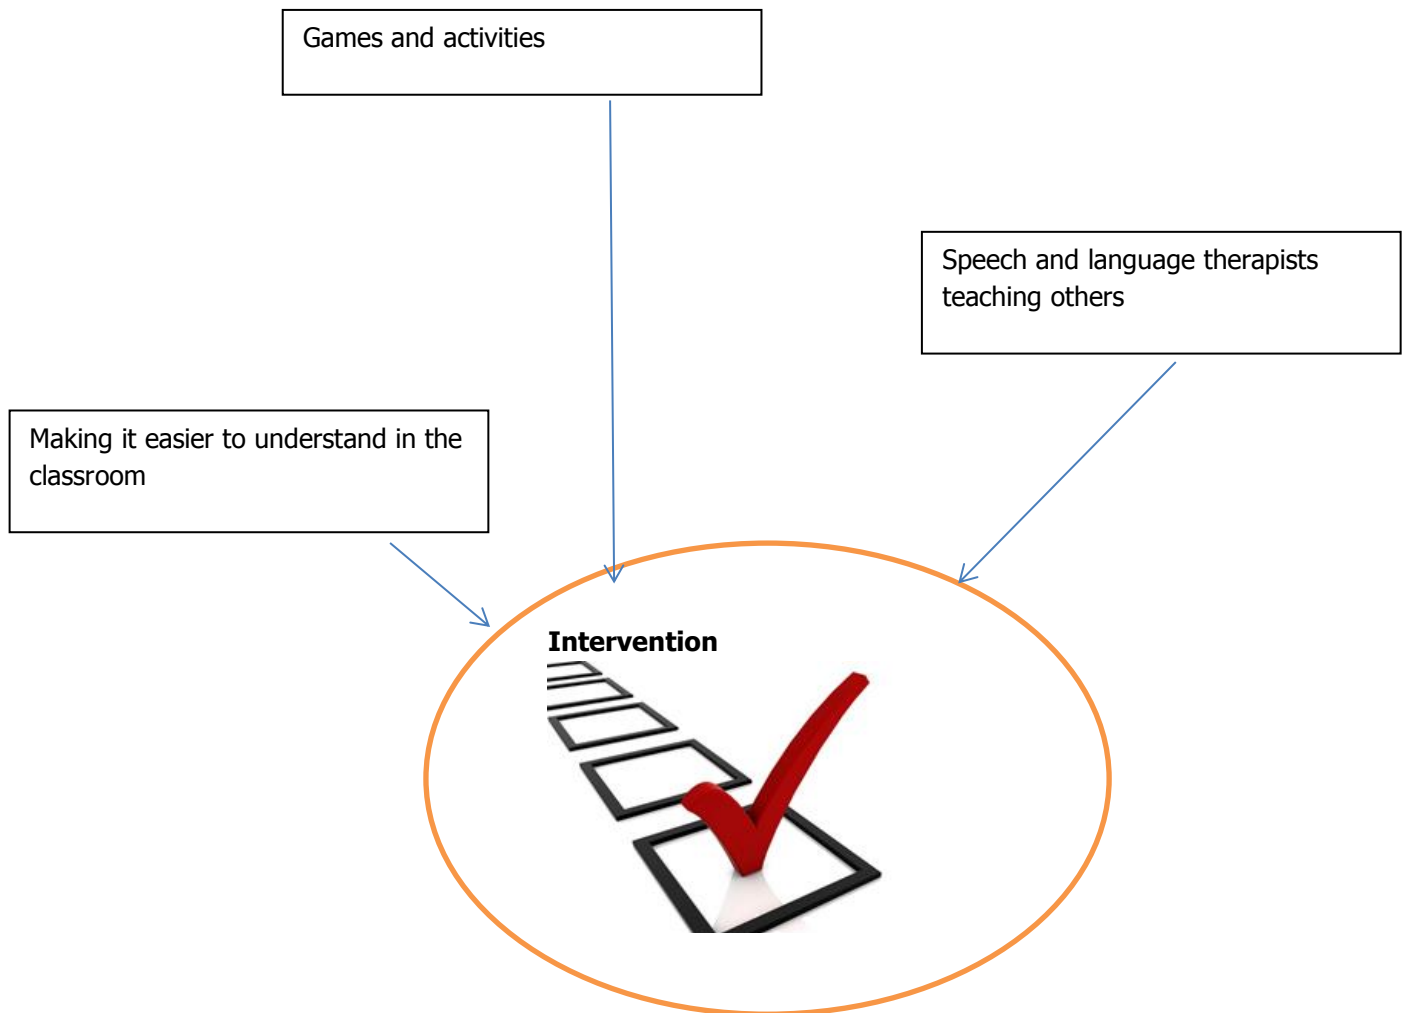 Games and activities
Speech and language therapists
teaching others
Making it easier to understand in the
classroom
Intervention